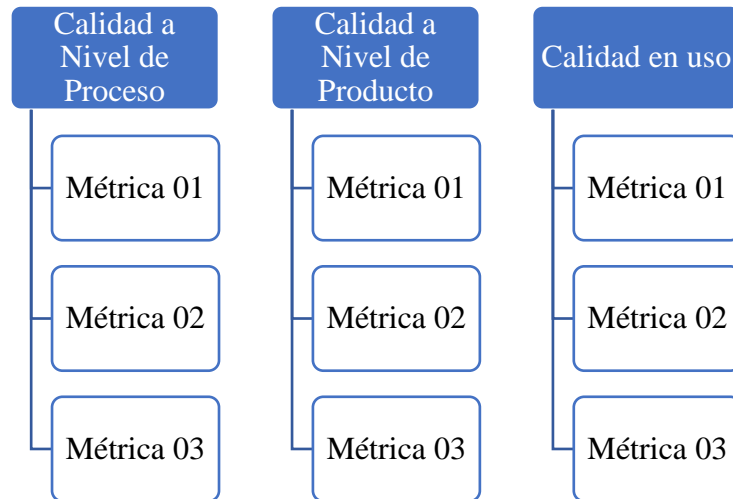 Calidad a
Nivel de
Proceso
Métrica 01
Métrica 02
Métrica 03
Calidad a
Nivel de
Producto
Métrica 01
Métrica 02
Métrica 03
Calidad en uso
Métrica 01
Métrica 02
Métrica 03